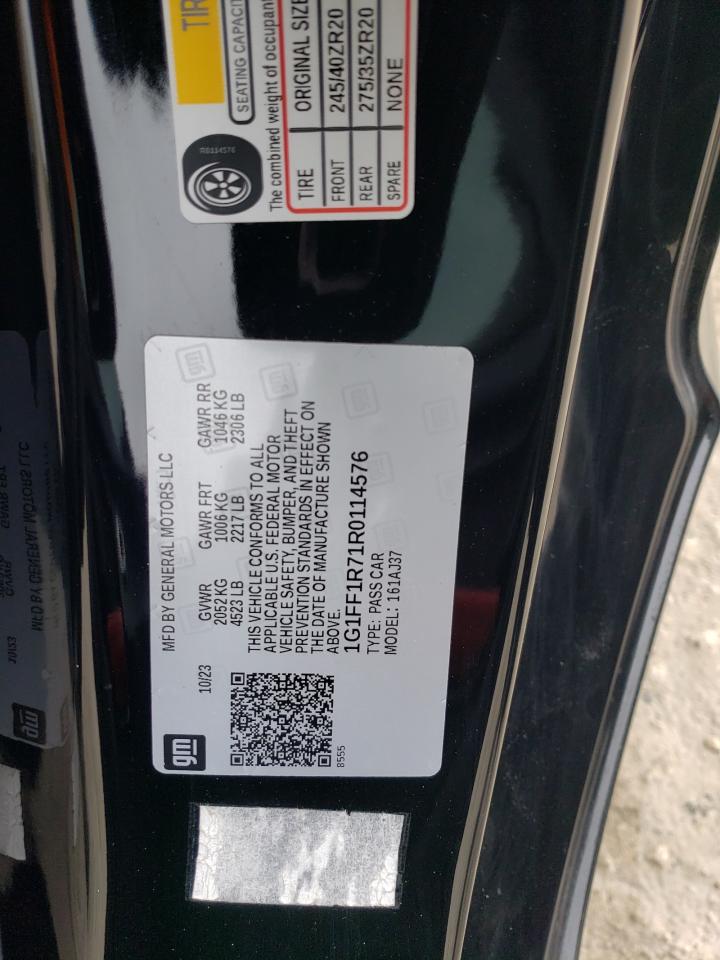 TIR
SEATING CAPACI
The combined weight of occupant
R0114576
TIRE ORIGINAL SIZE
FRONT 245/40ZR20
REAR 275/35ZR20
SPARE NONE
MFD BY GENERAL MOTORS LLC
10/23 GVWR GAWR FRT GAWR RR
2052 KG 1006 KG 1046 KG
4523 LB 2217 LB 2306 LB
THIS VEHICLE CONFORMS TO ALL
APPLICABLE U.S. FEDERAL MOTOR
VEHICLE SAFETY, BUMPER, AND THEFT
PREVENTION STANDARDS IN EFFECT ON
THE DATE OF MANUFACTURE SHOWN
ABOVE.
1G1FF1R71R0114576
TYPE: PASS CAR
MODEL: 161AJ37
gm
8555